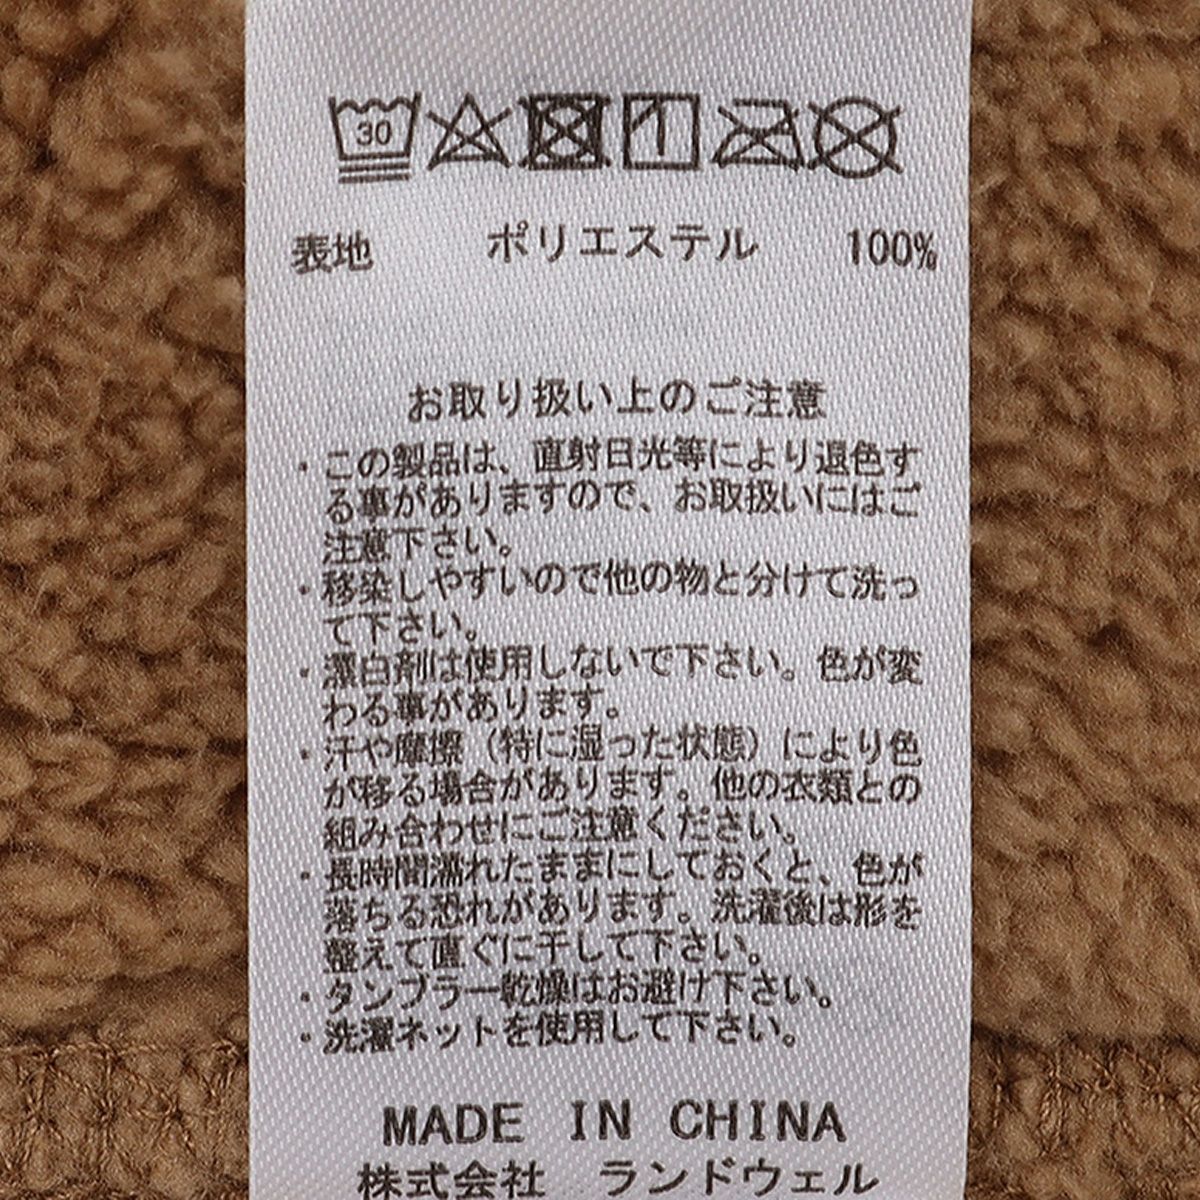 30
表地 ポリエステル 100%
お取り扱い上のご注意
・この製品は、直射日光等により退色す
る事がありますので、お取扱いにはご
注意下さい。
・移染しやすいので他の物と分けて洗っ
て下さい。
・漂白剤は使用しないで下さい。色が変
わる事があります。
・汗や摩擦（特に湿った状態）により色
が移る場合があります。他の衣類との
組み合わせにご注意ください。
・長時間濡れたままにしておくと、色が
落ちる恐れがあります。洗濯後は形を
整えて直ぐに干して下さい。
・タンブラー乾燥はお避け下さい。
・洗濯ネットを使用して下さい。
MADE IN CHINA
株式会社 ランドウェル